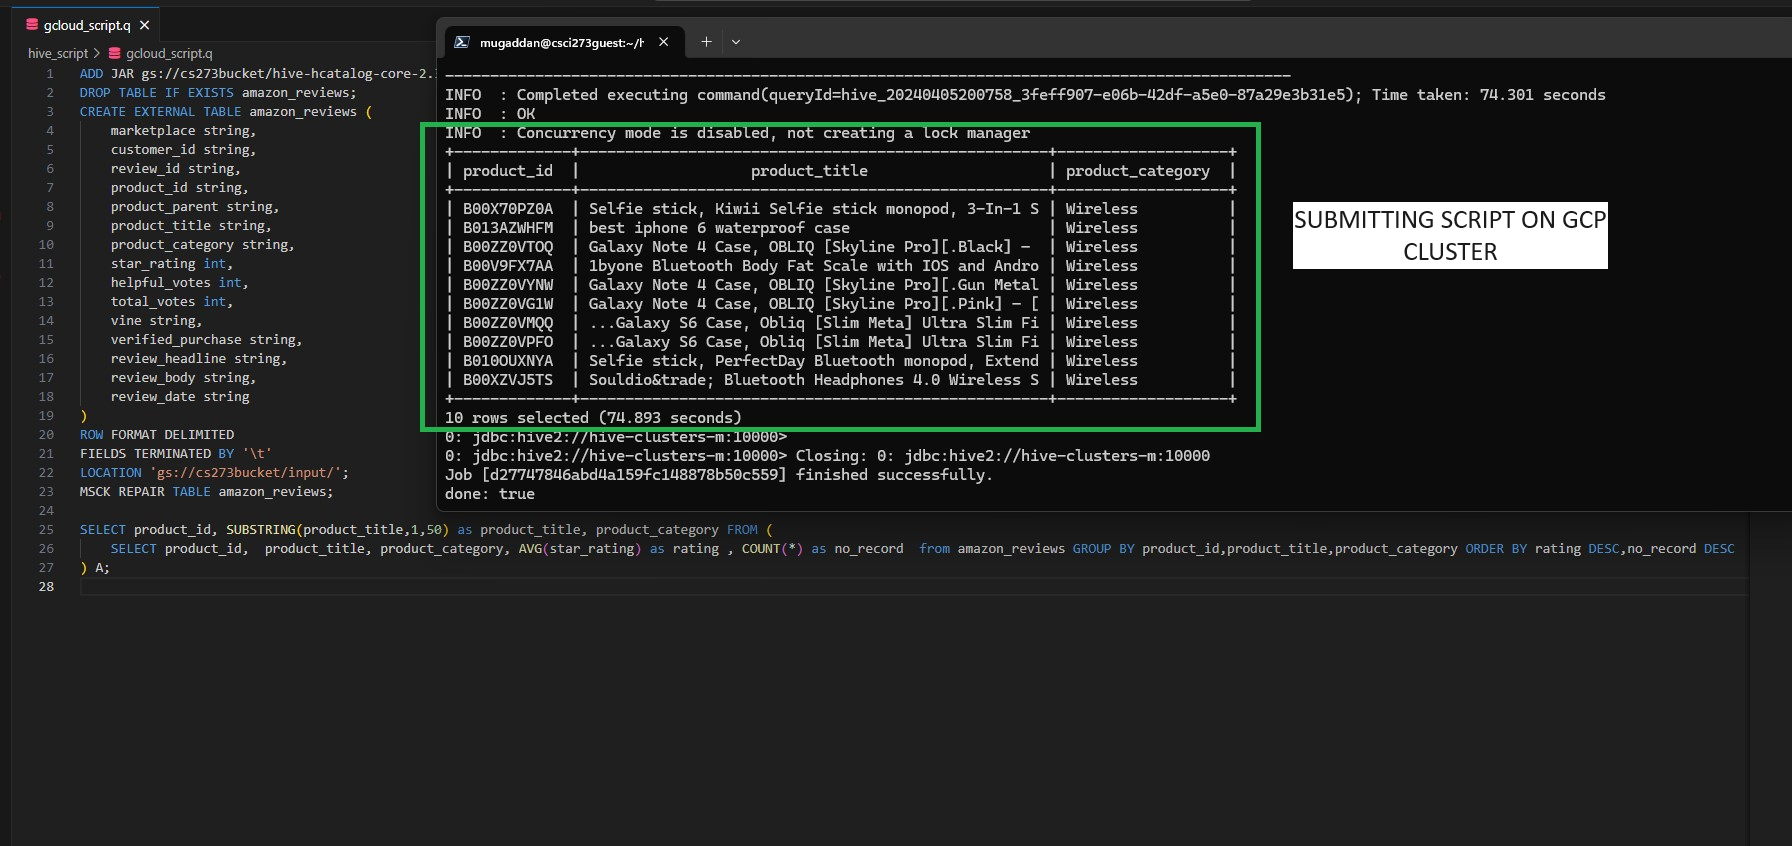 gcloud_script.q
hive_script > gcloud_script.q
1 ADD JAR gs://cs273bucket/hive-hcatalog-core-2.
2 DROP TABLE IF EXISTS amazon_reviews;
3 CREATE EXTERNAL TABLE amazon_reviews (
4 marketplace string,
5 customer_id string,
6 review_id string,
7 product_id string,
8 product_parent string,
9 product_title string,
10 product_category string,
11 star_rating int,
12 helpful_votes int,
13 total_votes int,
14 vine string,
15 verified_purchase string,
16 review_headline string,
17 review_body string,
18 review_date string
19 )
20 ROW FORMAT DELIMITED
21 FIELDS TERMINATED BY '\t'
22 LOCATION 'gs://cs273bucket/input/';
23 MSCK REPAIR TABLE amazon_reviews;
24
25 SELECT product_id, SUBSTRING(product_title,1,50) as product_title, product_category FROM (
26 SELECT product_id,  product_title, product_category, AVG(star_rating) as rating , COUNT(*) as no_record  from amazon_reviews GROUP BY product_id,product_title,product_category ORDER BY rating DESC,no_record DESC
27 ) A;
28
mugaddan@csci273guest:~/h
INFO  : Completed executing command(queryId=hive_20240405200758_3feff907-e06b-42df-a5e0-87a29e3b31e5); Time taken: 74.301 seconds
INFO  : OK
INFO  : Concurrency mode is disabled, not creating a lock manager
| product_id | product_title | product_category |
| B00X70PZ0A | Selfie stick, Kiwii Selfie stick monopod, 3-In-1 S | Wireless |
| B013AZWHFM | best iphone 6 waterproof case | Wireless |
| B00ZZ0VTOQ | Galaxy Note 4 Case, OBLIQ [Skyline Pro][.Black] - | Wireless |
| B00V9FX7AA | 1byone Bluetooth Body Fat Scale with IOS and Andro | Wireless |
| B00ZZ0VYNW | Galaxy Note 4 Case, OBLIQ [Skyline Pro][.Gun Metal | Wireless |
| B00ZZ0VG1W | Galaxy Note 4 Case, OBLIQ [Skyline Pro][.Pink] - [ | Wireless |
| B00ZZ0VMQQ | ...Galaxy S6 Case, Obliq [Slim Meta] Ultra Slim Fi | Wireless |
| B00ZZ0VPFO | ...Galaxy S6 Case, Obliq [Slim Meta] Ultra Slim Fi | Wireless |
| B010OUXNYA | Selfie stick, PerfectDay Bluetooth monopod, Extend | Wireless |
| B00XZVJ5TS | Souldio&trade; Bluetooth Headphones 4.0 Wireless S | Wireless |
10 rows selected (74.893 seconds)
0: jdbc:hive2://hive-clusters-m:10000>
0: jdbc:hive2://hive-clusters-m:10000> Closing: 0: jdbc:hive2://hive-clusters-m:10000
Job [d27747846abd4a159fc148878b50c559] finished successfully.
done: true
SUBMITTING SCRIPT ON GCP
CLUSTER